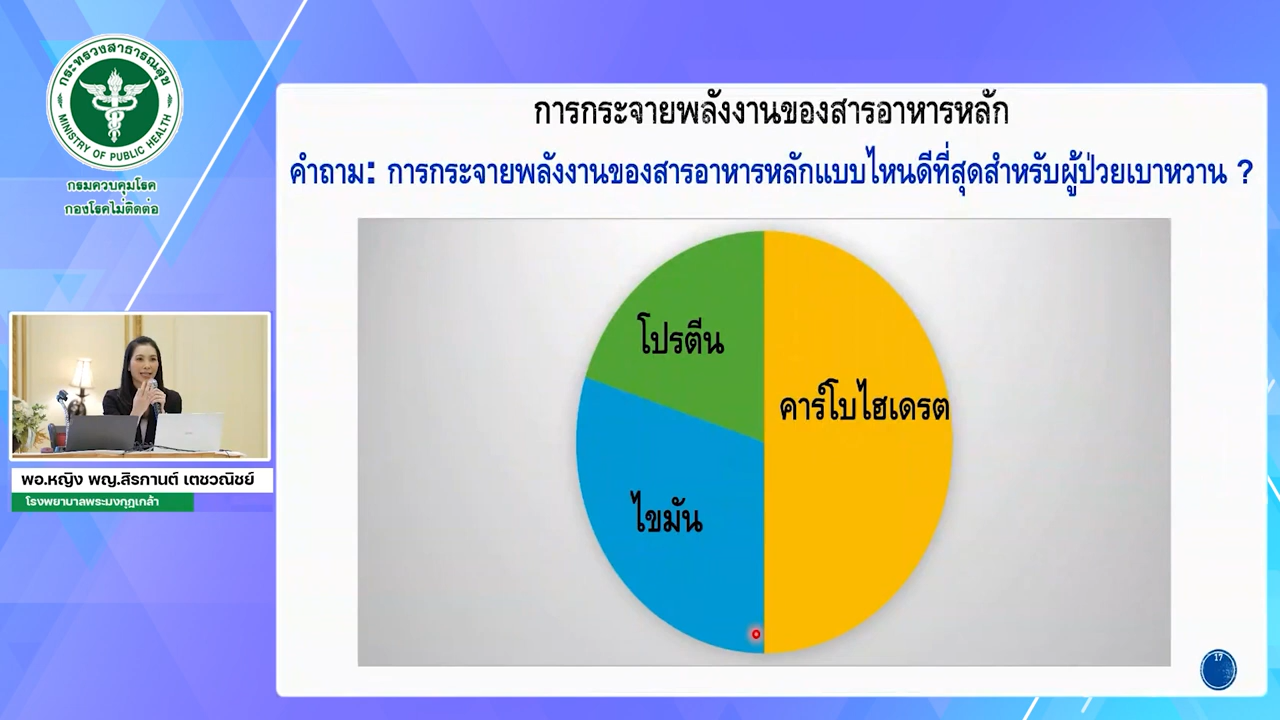 กระทรวงสาธารณสุข
MINISTRY OF PUBLIC HEALTH
กรมควบคุมโรค
กองโรคไม่ติดต่อ
การกระจายพลังงานของสารอาหารหลัก
คำถาม: การกระจายพลังงานของสารอาหารหลักแบบไหนดีที่สุดสำหรับผู้ป่วยเบาหวาน ?
โปรตีน
คาร์โบไฮเดรต
ไขมัน
พอ.หญิง พญ.สิรกานต์ เตชวณิชย์
โรงพยาบาลพระมงกุฎเกล้า
17